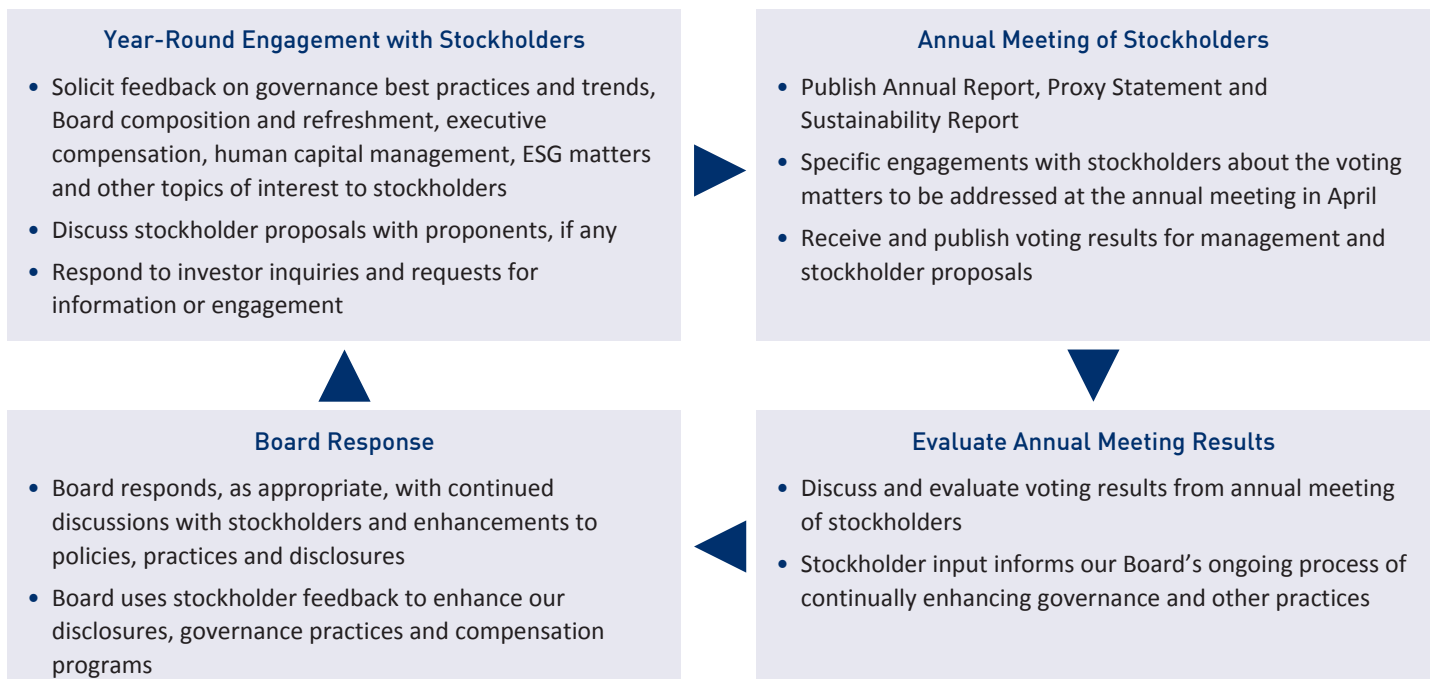 Year-Round Engagement with Stockholders
• Solicit feedback on governance best practices and trends,
Board composition and refreshment, executive
compensation, human capital management, ESG matters
and other topics of interest to stockholders
• Discuss stockholder proposals with proponents, if any
• Respond to investor inquiries and requests for
information or engagement
Annual Meeting of Stockholders
• Publish Annual Report, Proxy Statement and
Sustainability Report
• Specific engagements with stockholders about the voting
matters to be addressed at the annual meeting in April
• Receive and publish voting results for management and
stockholder proposals
Evaluate Annual Meeting Results
• Discuss and evaluate voting results from annual meeting
of stockholders
• Stockholder input informs our Board’s ongoing process of
continually enhancing governance and other practices
Board Response
• Board responds, as appropriate, with continued
discussions with stockholders and enhancements to
policies, practices and disclosures
• Board uses stockholder feedback to enhance our
disclosures, governance practices and compensation
programs